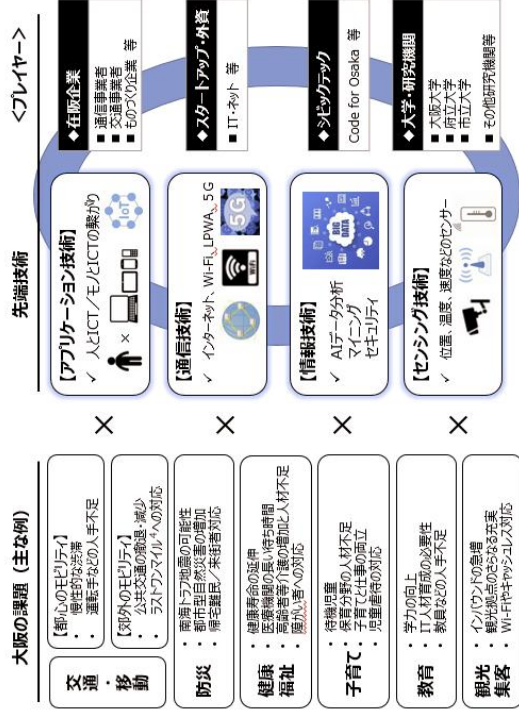 大阪の課題（主な例）
先端技術
<プレイヤー>
交通・移動
【都心のモビリティ】
・ 慢性的な渋滞
・ 運転手などの人手不足
【郊外のモビリティ】
・ 公共交通の撤退・減少
・ ラストワンマイルへの対応
防災
・ 南海トラフ地震の可能性
・ 都市型自然災害の増加
・ 帰宅難民、来街者対応
健康
福祉
・ 健康寿命の延伸
・ 医療機関の長い待ち時間
・ 高齢者等介護の増加と人材不足
・ 障がい者への対応
子育て
・ 待機児童
・ 保育分野の人材不足
・ 子育てと仕事の両立
・ 児童虐待の対応
教育
・ 学力の向上
・ IT人材育成の必要性
・ 教員などの人手不足
観光
集客
・ インバウンドの急増
・ 観光拠点のさらなる充実
・ Wi-Fiやキャッシュレス対応
×
×
×
×
【アプリケーション技術】
✓ 人とICT/モノとICTの繋がり
×
IoT
【通信技術】
✓ インターネット、Wi-Fi、LPWA、5G
WiFi
5G
【情報技術】
✓ AIデータ分析
マイニング
セキュリティ
BIG
DATA
【センシング技術】
✓ 位置、温度、速度などのセンサー
◆在阪企業
■ 通信事業者
■ 交通事業者
■ ものづくり企業 等
◆スタートアップ・外資
■ IT・ネット 等
◆シビックテック
Code for Osaka 等
◆大学・研究機関
■ 大阪大学
■ 府立大学
■ 市立大学
■ その他研究機関等